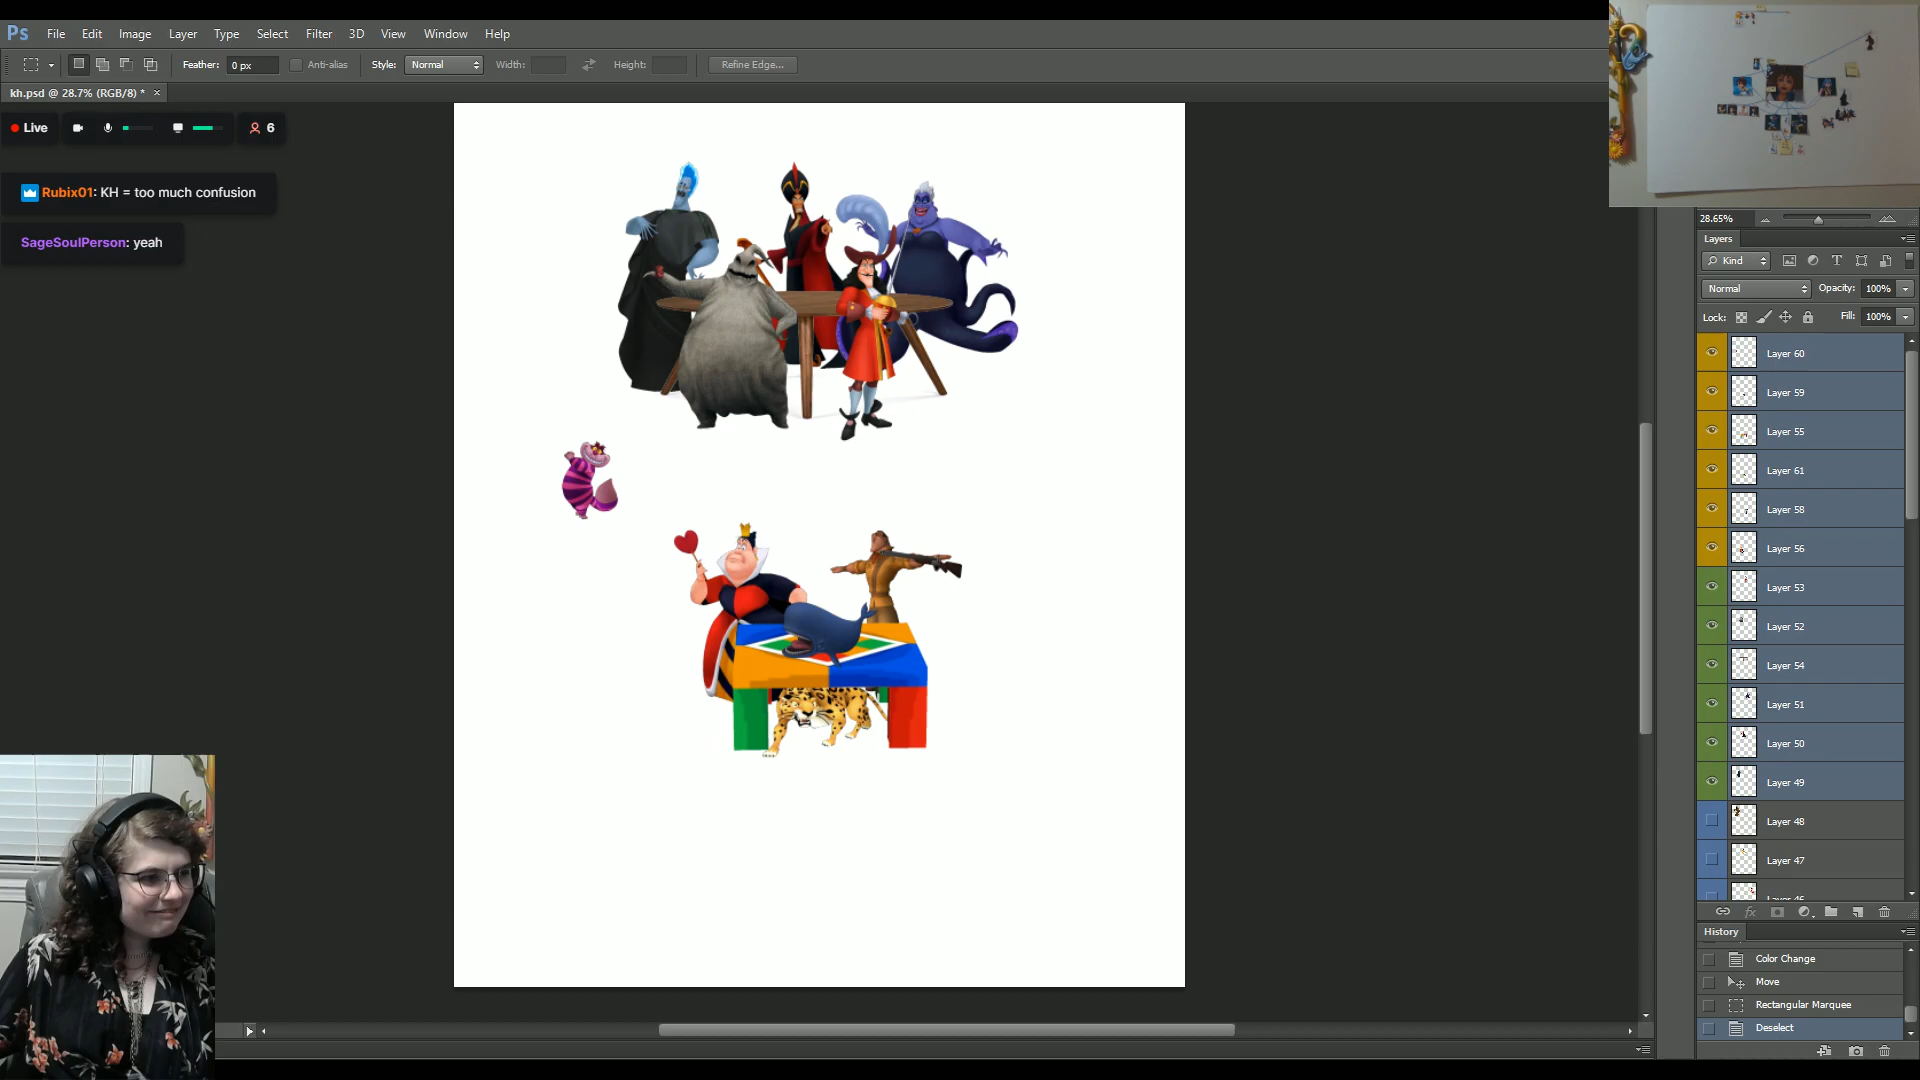 Ps File Edit Image Layer Type Select Filter 3D View Window Help
Feather: 0 px Anti-alias Style: Normal Width: Height: Refine Edge...
kh.psd @ 28.7% (RGB/8) * ×
Live 6
Rubix01: KH = too much confusion
SageSoulPerson: yeah
28.65%
Layers
Kind
Normal Opacity: 100%
Lock: Fill: 100%
Layer 60
Layer 59
Layer 55
Layer 61
Layer 58
Layer 56
Layer 53
Layer 52
Layer 54
Layer 51
Layer 50
Layer 49
Layer 48
Layer 47
Layer 46
History
Color Change
Move
Rectangular Marquee
Deselect